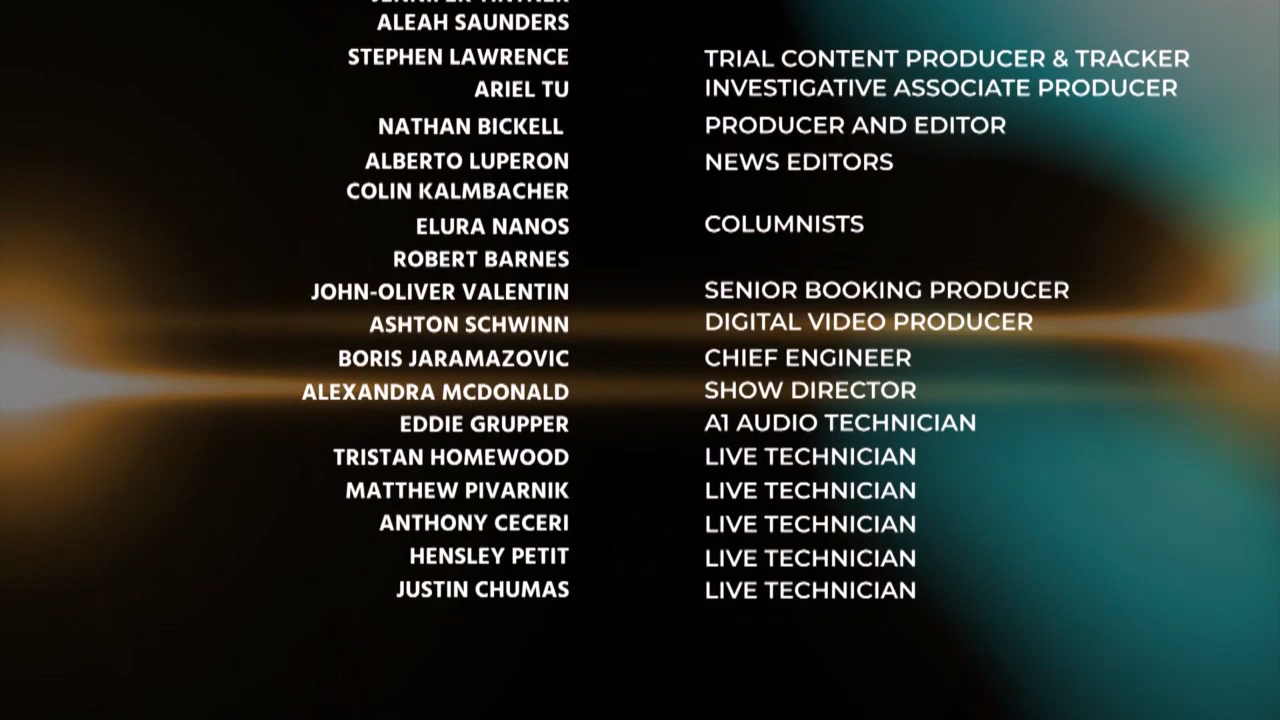 ALEAH SAUNDERS
STEPHEN LAWRENCE TRIAL CONTENT PRODUCER & TRACKER
ARIEL TU INVESTIGATIVE ASSOCIATE PRODUCER
NATHAN BICKELL PRODUCER AND EDITOR
ALBERTO LUPERON NEWS EDITORS
COLIN KALMBACHER
ELURA NANOS COLUMNISTS
ROBERT BARNES
JOHN-OLIVER VALENTIN SENIOR BOOKING PRODUCER
ASHTON SCHWINN DIGITAL VIDEO PRODUCER
BORIS JARAMAZOVIC CHIEF ENGINEER
ALEXANDRA MCDONALD SHOW DIRECTOR
EDDIE GRUPPER A1 AUDIO TECHNICIAN
TRISTAN HOMEWOOD LIVE TECHNICIAN
MATTHEW PIVARNIK LIVE TECHNICIAN
ANTHONY CECERI LIVE TECHNICIAN
HENSLEY PETIT LIVE TECHNICIAN
JUSTIN CHUMAS LIVE TECHNICIAN